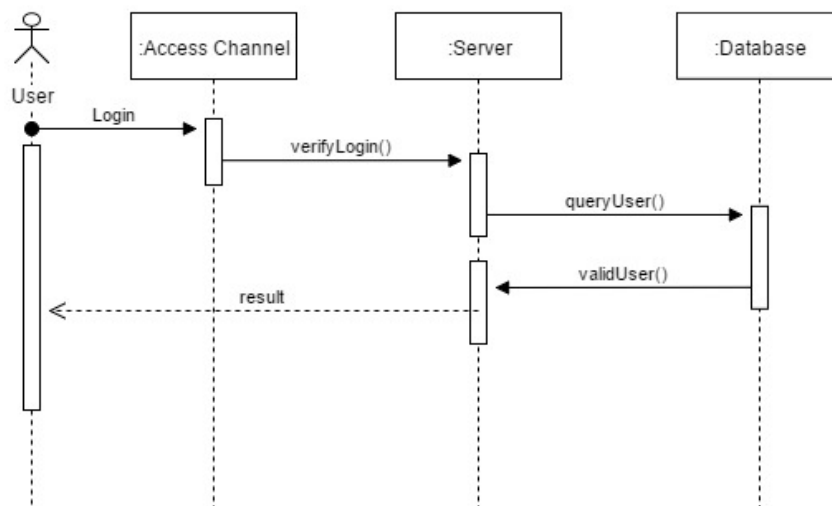 :Access Channel
:Server
:Database
User
Login
verifyLogin()
queryUser()
validUser()
result